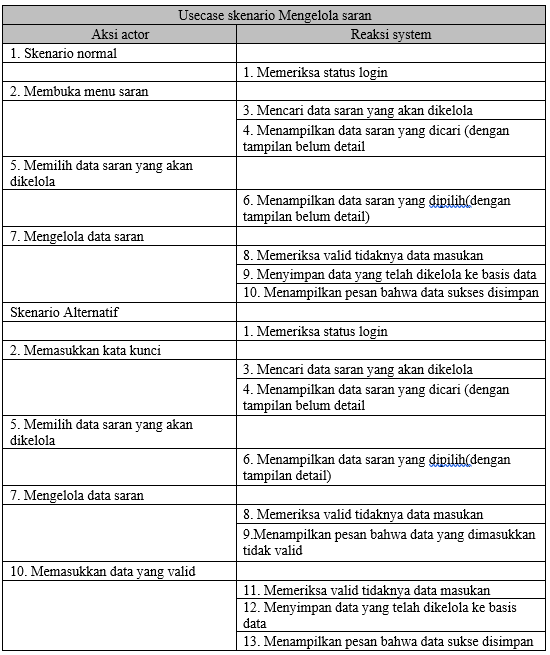 Usecase skenario Mengelola saran
Aksi actor
Reaksi system
1. Skenario normal
1. Memeriksa status login
2. Membuka menu saran
3. Mencari data saran yang akan dikelola
4. Menampilkan data saran yang dicari (dengan
tampilan belum detail
5. Memilih data saran yang akan
dikelola
6. Menampilkan data saran yang dipilih(dengan
tampilan belum detail)
7. Mengelola data saran
8. Memeriksa valid tidaknya data masukan
9. Menyimpan data yang telah dikelola ke basis data
10. Menampilkan pesan bahwa data sukses disimpan
Skenario Alternatif
1. Memeriksa status login
2. Memasukkan kata kunci
3. Mencari data saran yang akan dikelola
4. Menampilkan data saran yang dicari (dengan
tampilan belum detail
5. Memilih data saran yang akan
dikelola
6. Menampilkan data saran yang dipilih(dengan
tampilan detail)
7. Mengelola data saran
8. Memeriksa valid tidaknya data masukan
9.Menampilkan pesan bahwa data yang dimasukkan
tidak valid
10. Memasukkan data yang valid
11. Memeriksa valid tidaknya data masukan
12. Menyimpan data yang telah dikelola ke basis
data
13. Menampilkan pesan bahwa data sukse disimpan